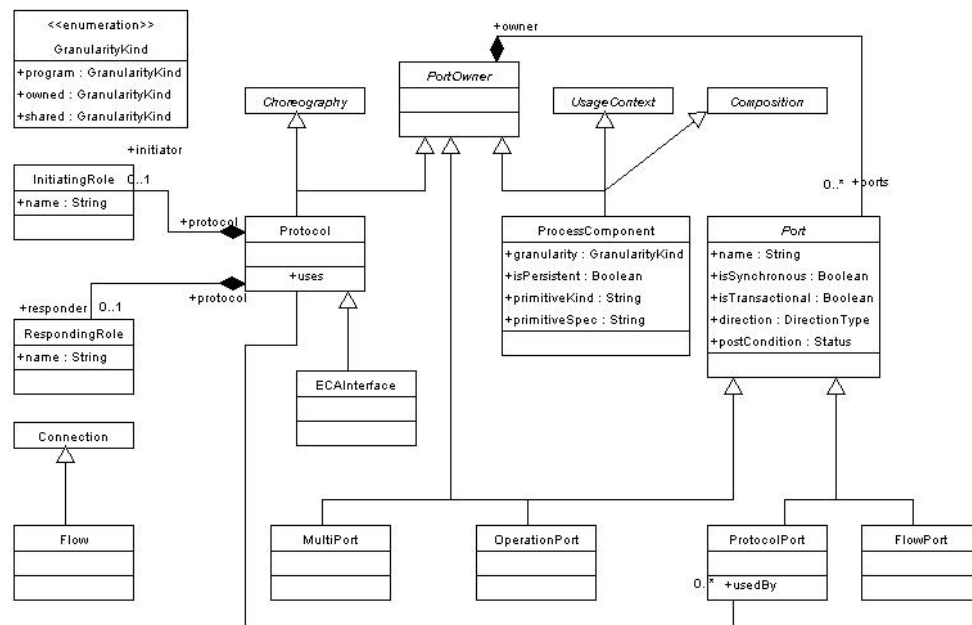 <<enumeration>>
GranularityKind
+program : GranularityKind
+owned : GranularityKind
+shared : GranularityKind
+owner
PortOwner
Choreography
UsageContext
Composition
+initiator
0..1
InitiatingRole
+name : String
+protocol
Protocol
+uses
+protocol
+responder
0..1
RespondingRole
+name : String
ProcessComponent
+granularity : GranularityKind
+isPersistent : Boolean
+primitiveKind : String
+primitiveSpec : String
0..*
+ports
Port
+name : String
+isSynchronous : Boolean
+isTransactional : Boolean
+direction : DirectionType
+postCondition : Status
ECAInterface
Connection
Flow
MultiPort
OperationPort
ProtocolPort
0..*
+usedBy
FlowPort